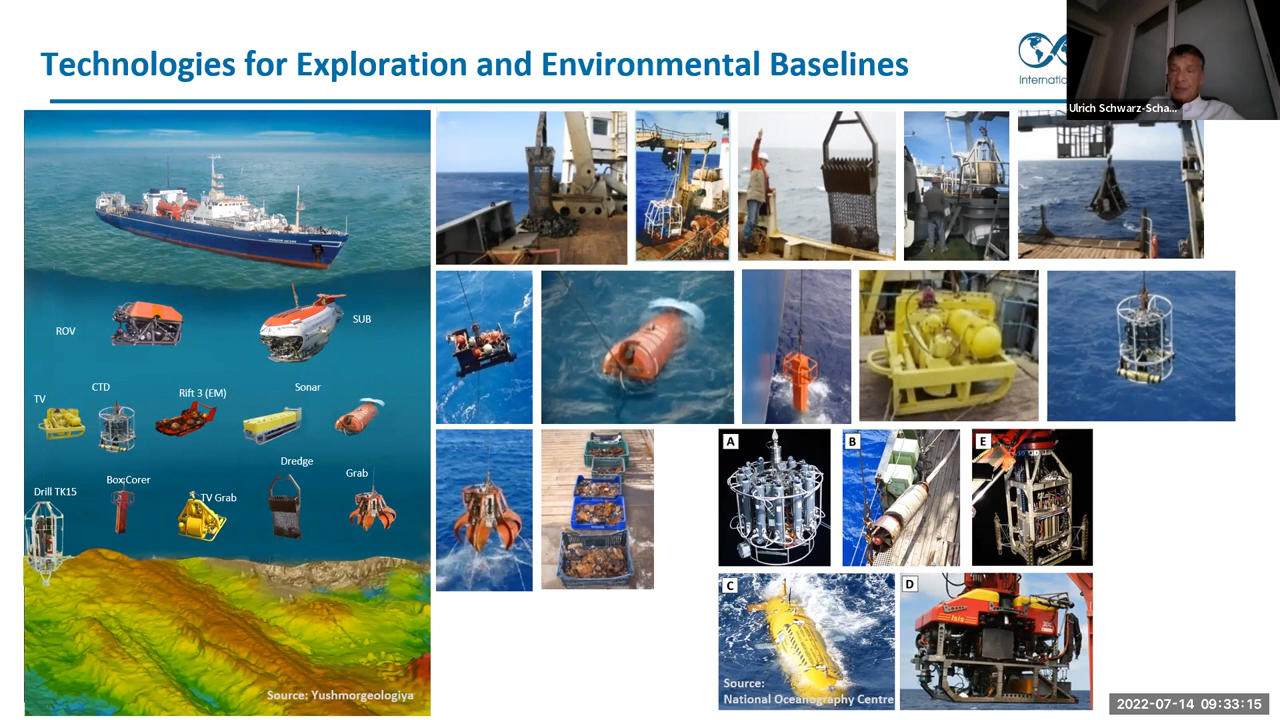 Technologies for Exploration and Environmental Baselines
Internatio
Ulrich Schwarz-Scha...
ROV
SUB
TV
CTD
Rift 3 (EM)
Sonar
Drill TK15
Box Corer
TV Grab
Dredge
Grab
Source: Yushmorgeologiya
A
B
E
C
D
Isis
Source:
National Oceanography Centre
2022-07-14 09:33:15